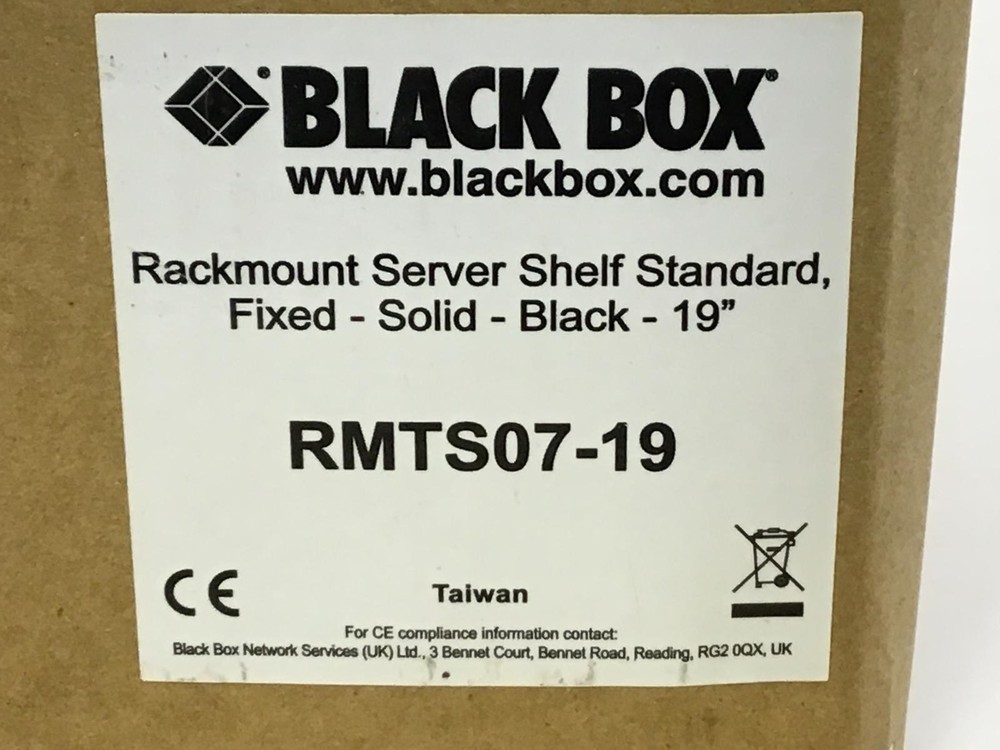 BLACK BOX®
www.blackbox.com
Rackmount Server Shelf Standard,
Fixed - Solid - Black - 19”
RMTS07-19
CE
Taiwan
For CE compliance information contact:
Black Box Network Services (UK) Ltd., 3 Bennet Court, Bennet Road, Reading, RG2 0QX, UK